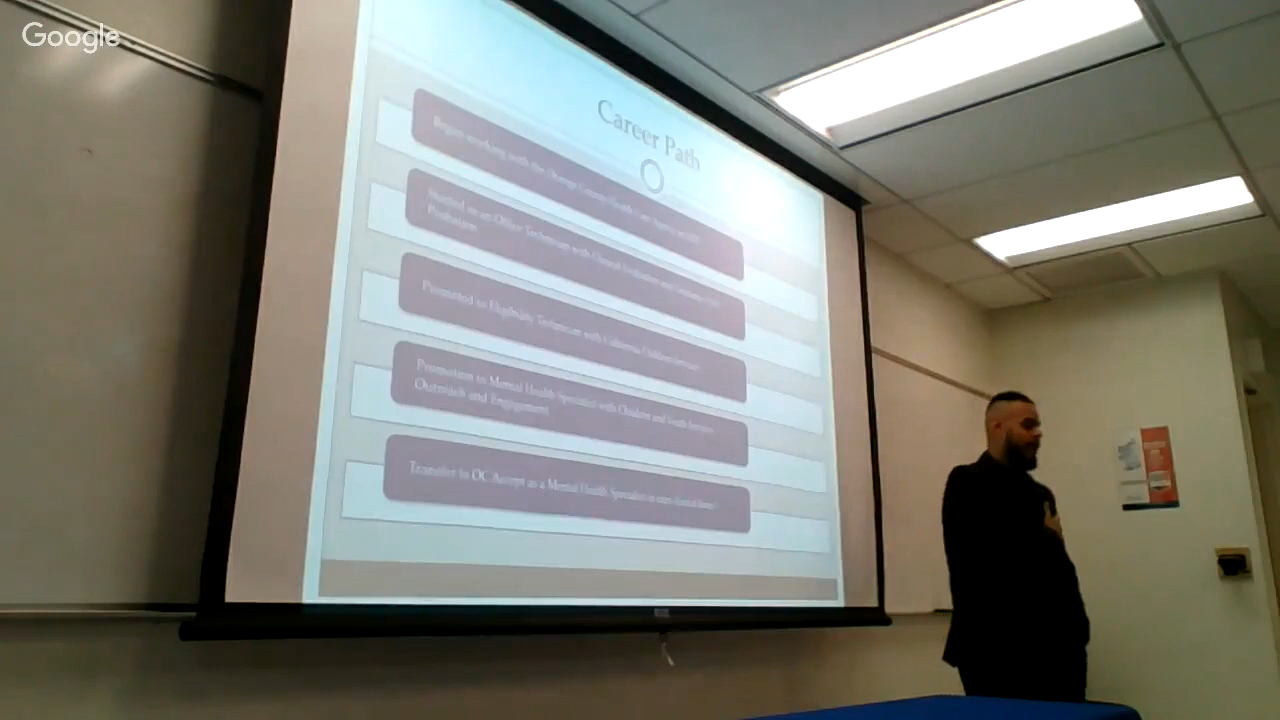 Google
Career Path
Began working with the Orange County Health Care Agency in
Started as an Office Technician with Clinical Evaluation and
Probation
Promoted to Eligibility Technician with California Children Services
Promotion to Mental Health Specialist with Children and Youth Services
Outreach and Engagement
Transfer to OC Accept as a Mental Health Specialist in